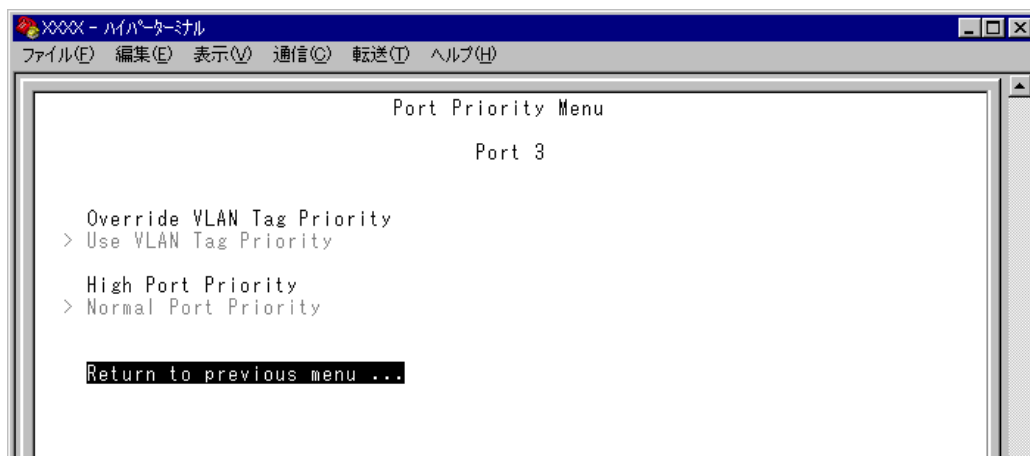 XXXX - ﾊｲﾊﾟｰﾀｰﾐﾅﾙ
ファイル(F) 編集(E) 表示(V) 通信(C) 転送(T) ヘルプ(H)
Port Priority Menu
Port 3
Override VLAN Tag Priority
> Use VLAN Tag Priority
High Port Priority
> Normal Port Priority
Return to previous menu ...